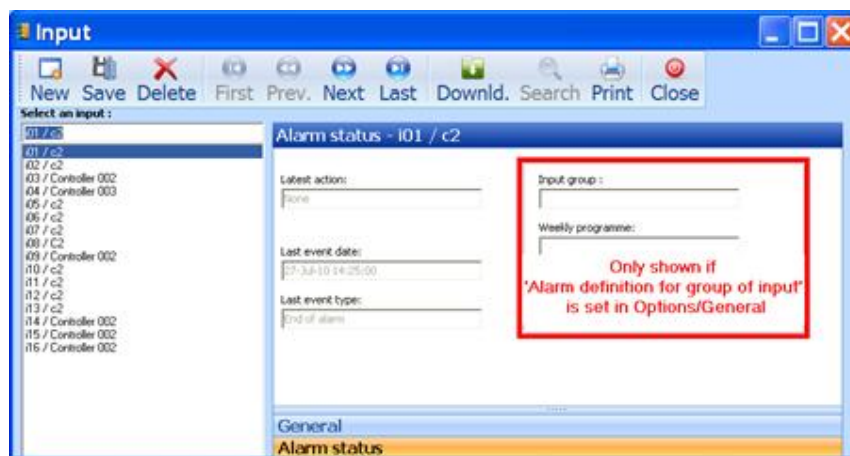 Input
New Save Delete First Prev. Next Last Downld. Search Print Close
Select an input :
i01 / c2
i01 / c2
i02 / c2
i03 / Controller 002
i04 / Controller 003
i05 / c2
i06 / c2
i07 / c2
i08 / C2
i09 / Controller 002
i10 / c2
i11 / c2
i12 / c2
i13 / c2
i14 / Controller 002
i15 / Controller 002
i16 / Controller 002
Alarm status - i01 / c2
Latest action:
None
Last event date:
27-Jul-10 14:25:00
Last event type:
End of alarm
Input group :
Weekly programme:
Only shown if
'Alarm definition for group of input'
is set in Options/General
General
Alarm status